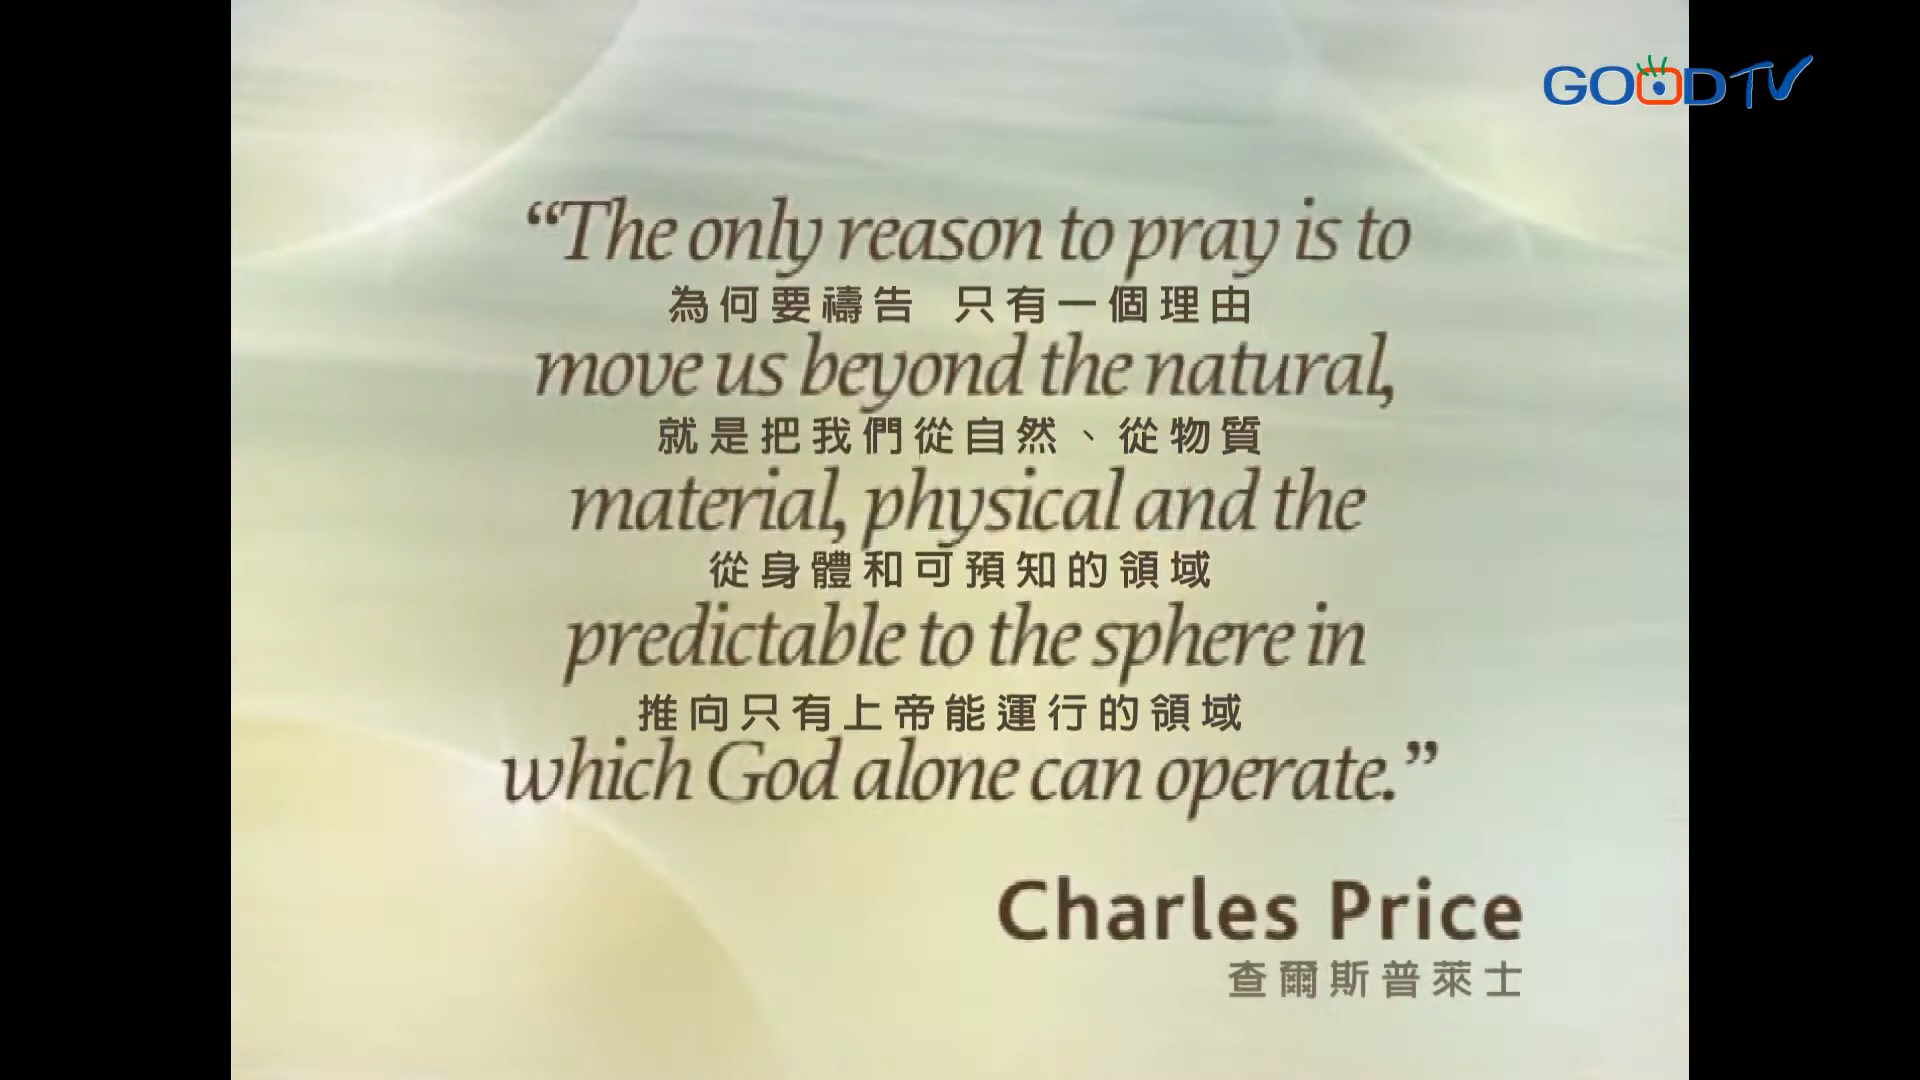 GOODTV
“The only reason to pray is to
為何要禱告 只有一個理由
move us beyond the natural,
就是把我們從自然、從物質
material, physical and the
從身體和可預知的領域
predictable to the sphere in
推向只有上帝能運行的領域
which God alone can operate.”
Charles Price
查爾斯普萊士